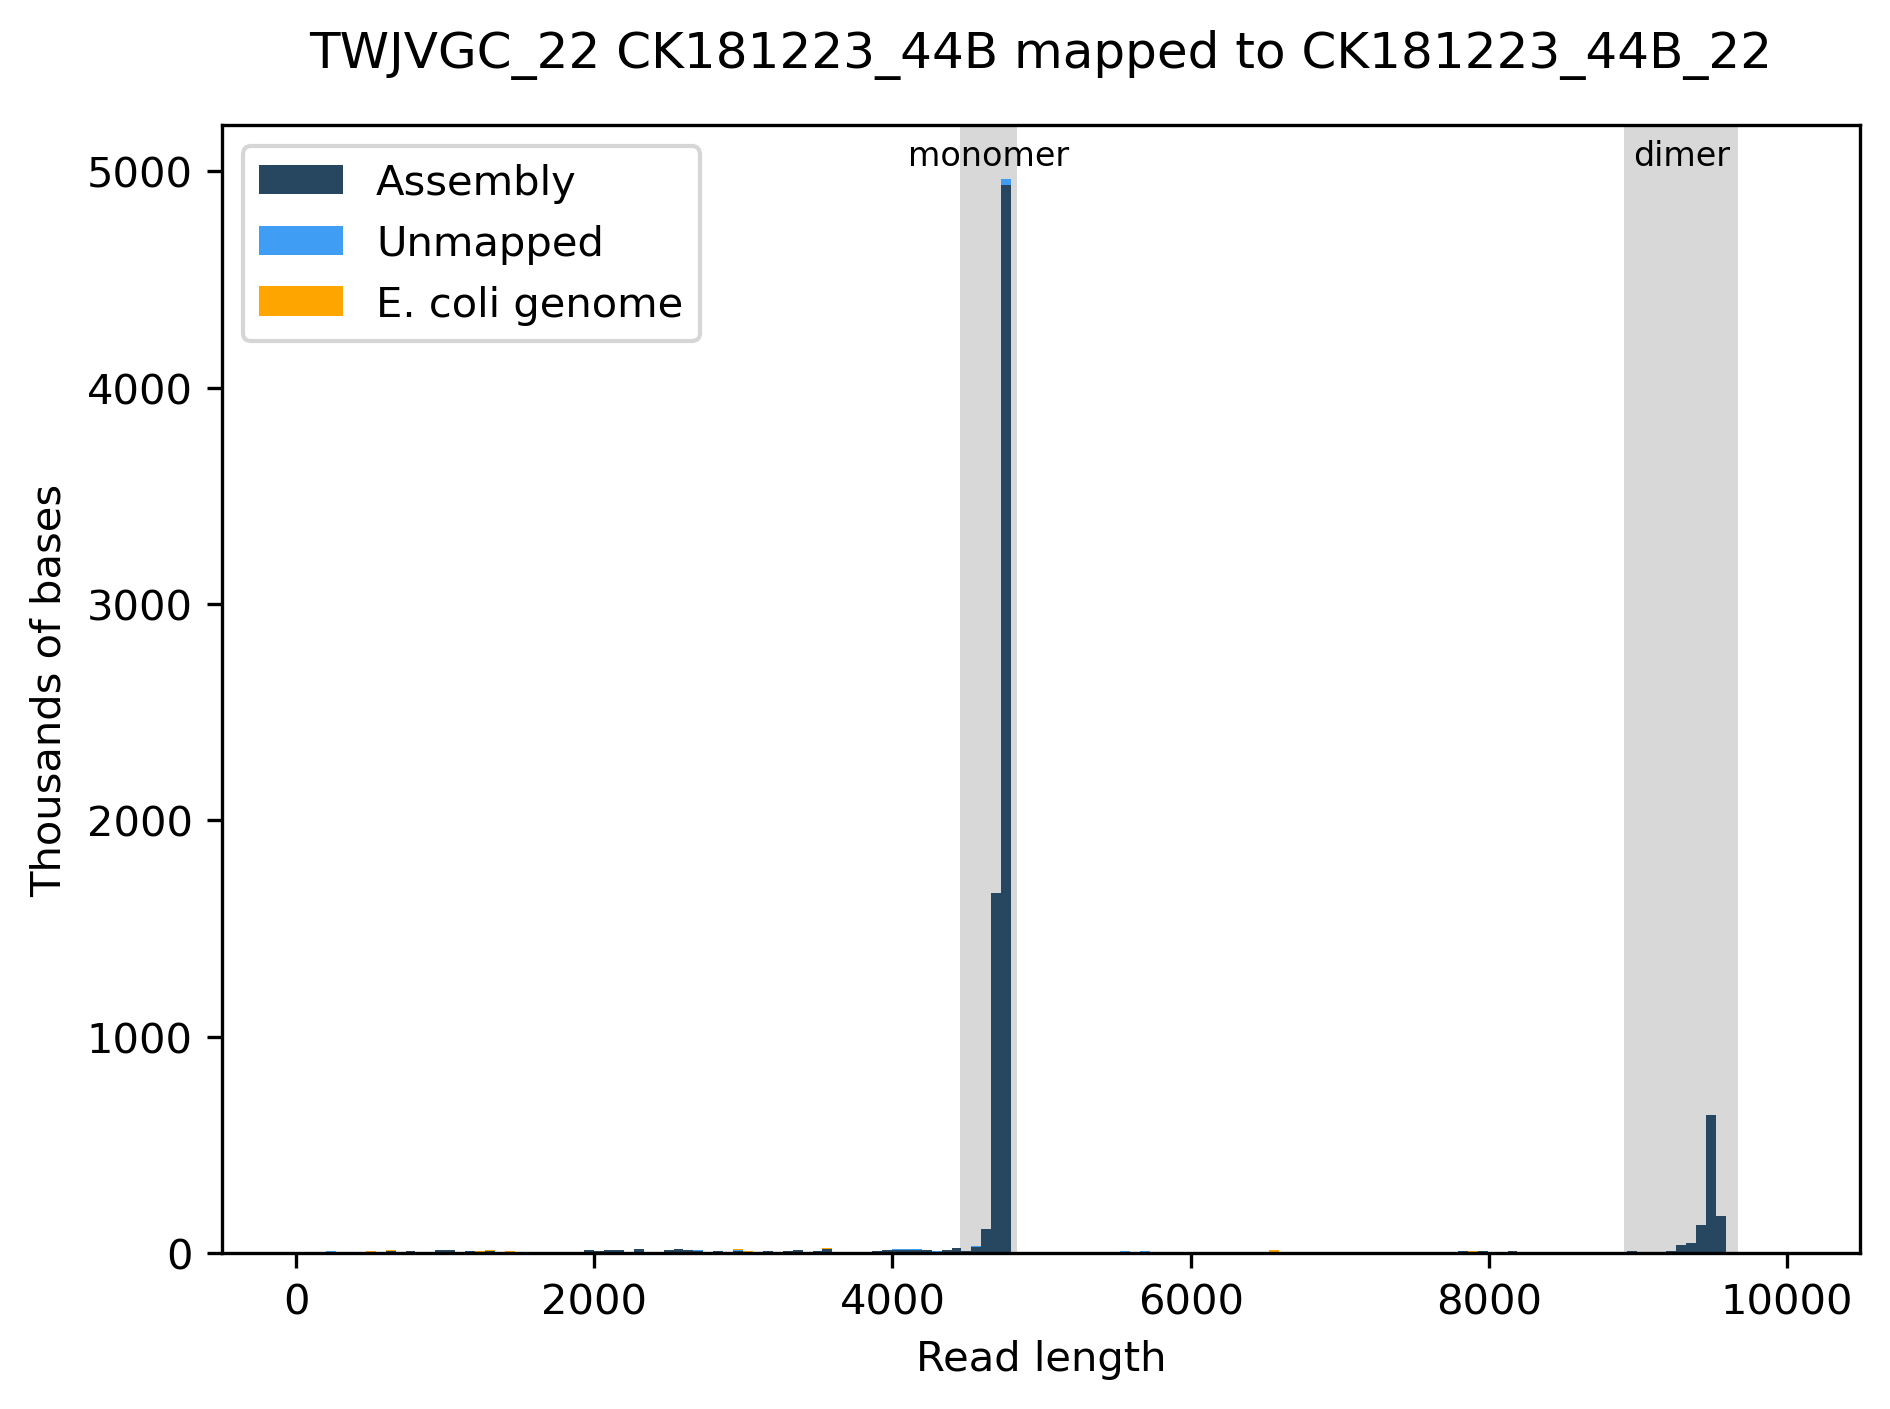 TWJVGC_22 CK181223_44B mapped to CK181223_44B_22
monomer
dimer
Assembly
Unmapped
E. coli genome
5000
4000
3000
2000
1000
0
Thousands of bases
0 2000 4000 6000 8000 10000
Read length